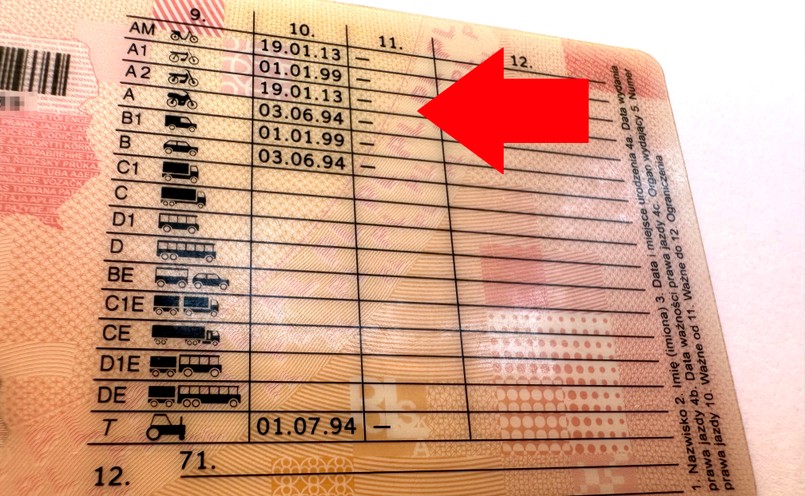 9. 10. 11. 12.
AM 19.01.13 –
A1 01.01.99 –
A2 19.01.13 –
A 03.06.94 –
B1 01.01.99 –
B 03.06.94 –
C1
C
D1
D
BE
C1E
CE
D1E
DE
T 01.07.94 –
12. 71.
1. Nazwisko 2. Imię (imiona) 3. Data i miejsce urodzenia 4a. Data wydania
prawa jazdy 4b. Data ważności prawa jazdy 4c. Organ wydający 5. Numer
prawa jazdy 10. Ważne od 11. Ważne do 12. Ograniczenia